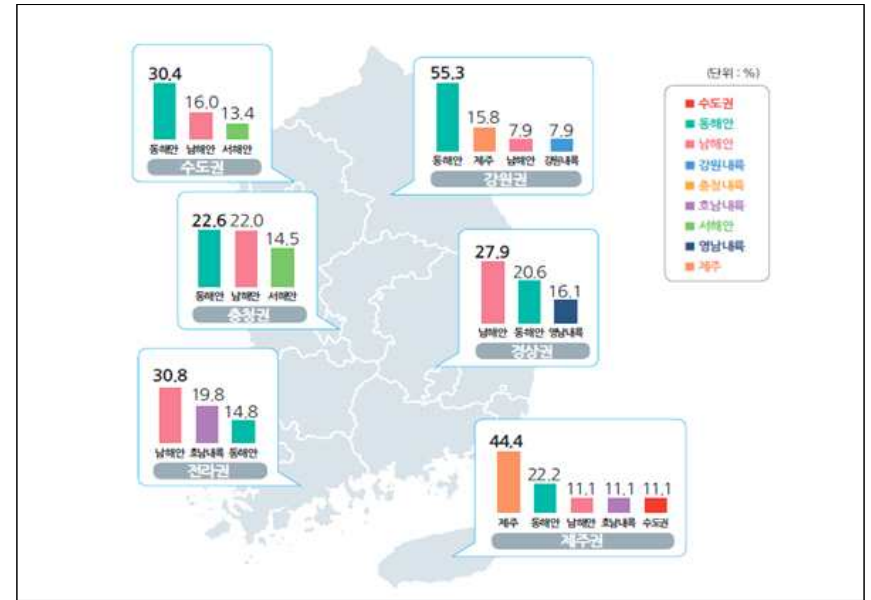 (단위 : %)
수도권
동해안
남해안
강원내륙
충청내륙
호남내륙
서해안
영남내륙
제주
30.4 16.0 13.4
동해안 남해안 서해안
수도권
55.3 15.8 7.9 7.9
동해안 제주 남해안 강원내륙
강원권
22.6 22.0 14.5
동해안 남해안 서해안
충청권
27.9 20.6 16.1
남해안 동해안 영남내륙
경상권
30.8 19.8 14.8
남해안 호남내륙 동해안
전라권
44.4 22.2 11.1 11.1 11.1
제주 동해안 남해안 호남내륙 수도권
제주권